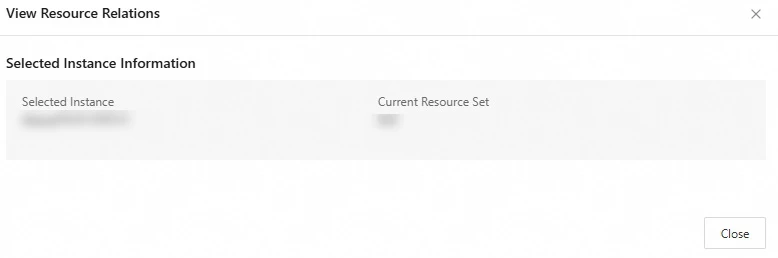 View Resource Relations
Selected Instance Information
Selected Instance
Current Resource Set
Close